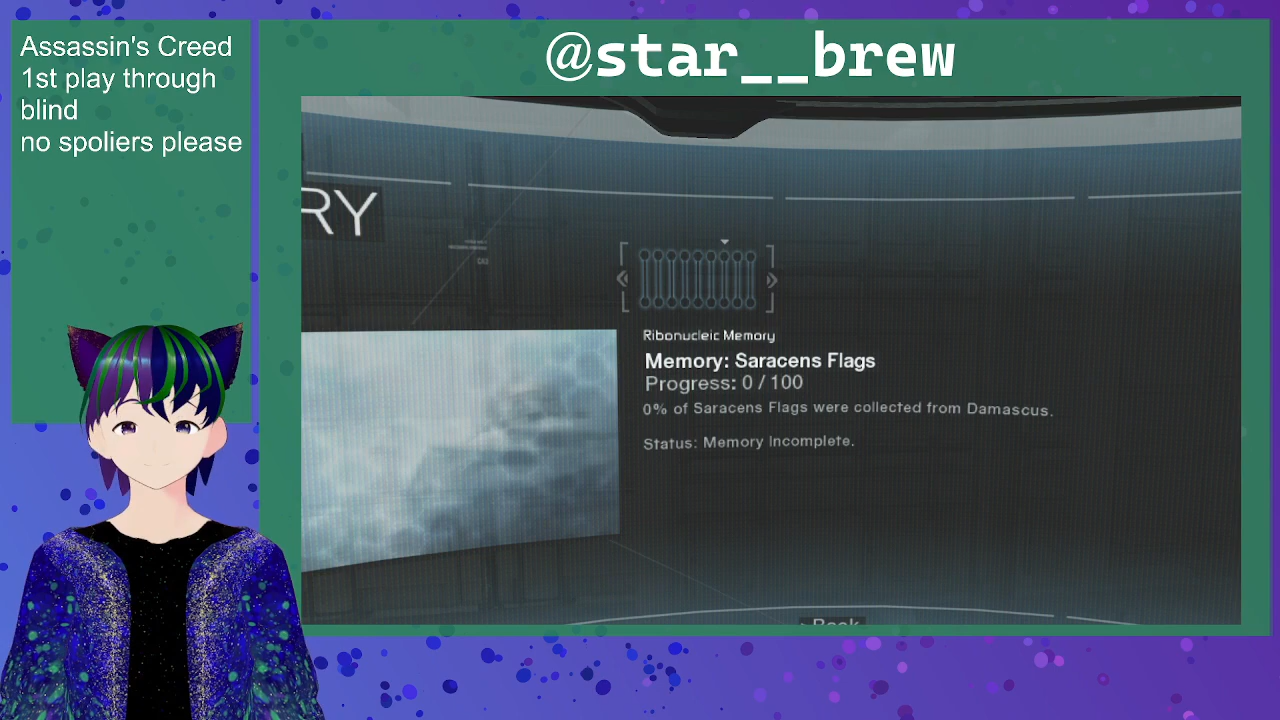 Assassin's Creed
1st play through
blind
no spoliers please
@star__brew
RY
Ribonucleic Memory
Memory: Saracens Flags
Progress: 0 / 100
0% of Saracens Flags were collected from Damascus.
Status: Memory Incomplete.
Back